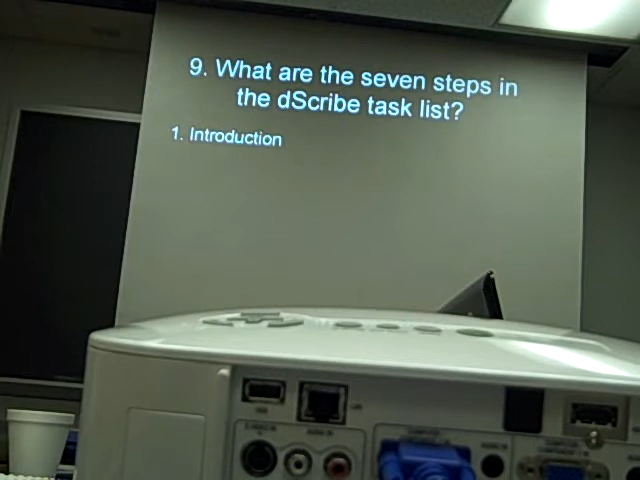 9. What are the seven steps in
the dScribe task list?
1. Introduction